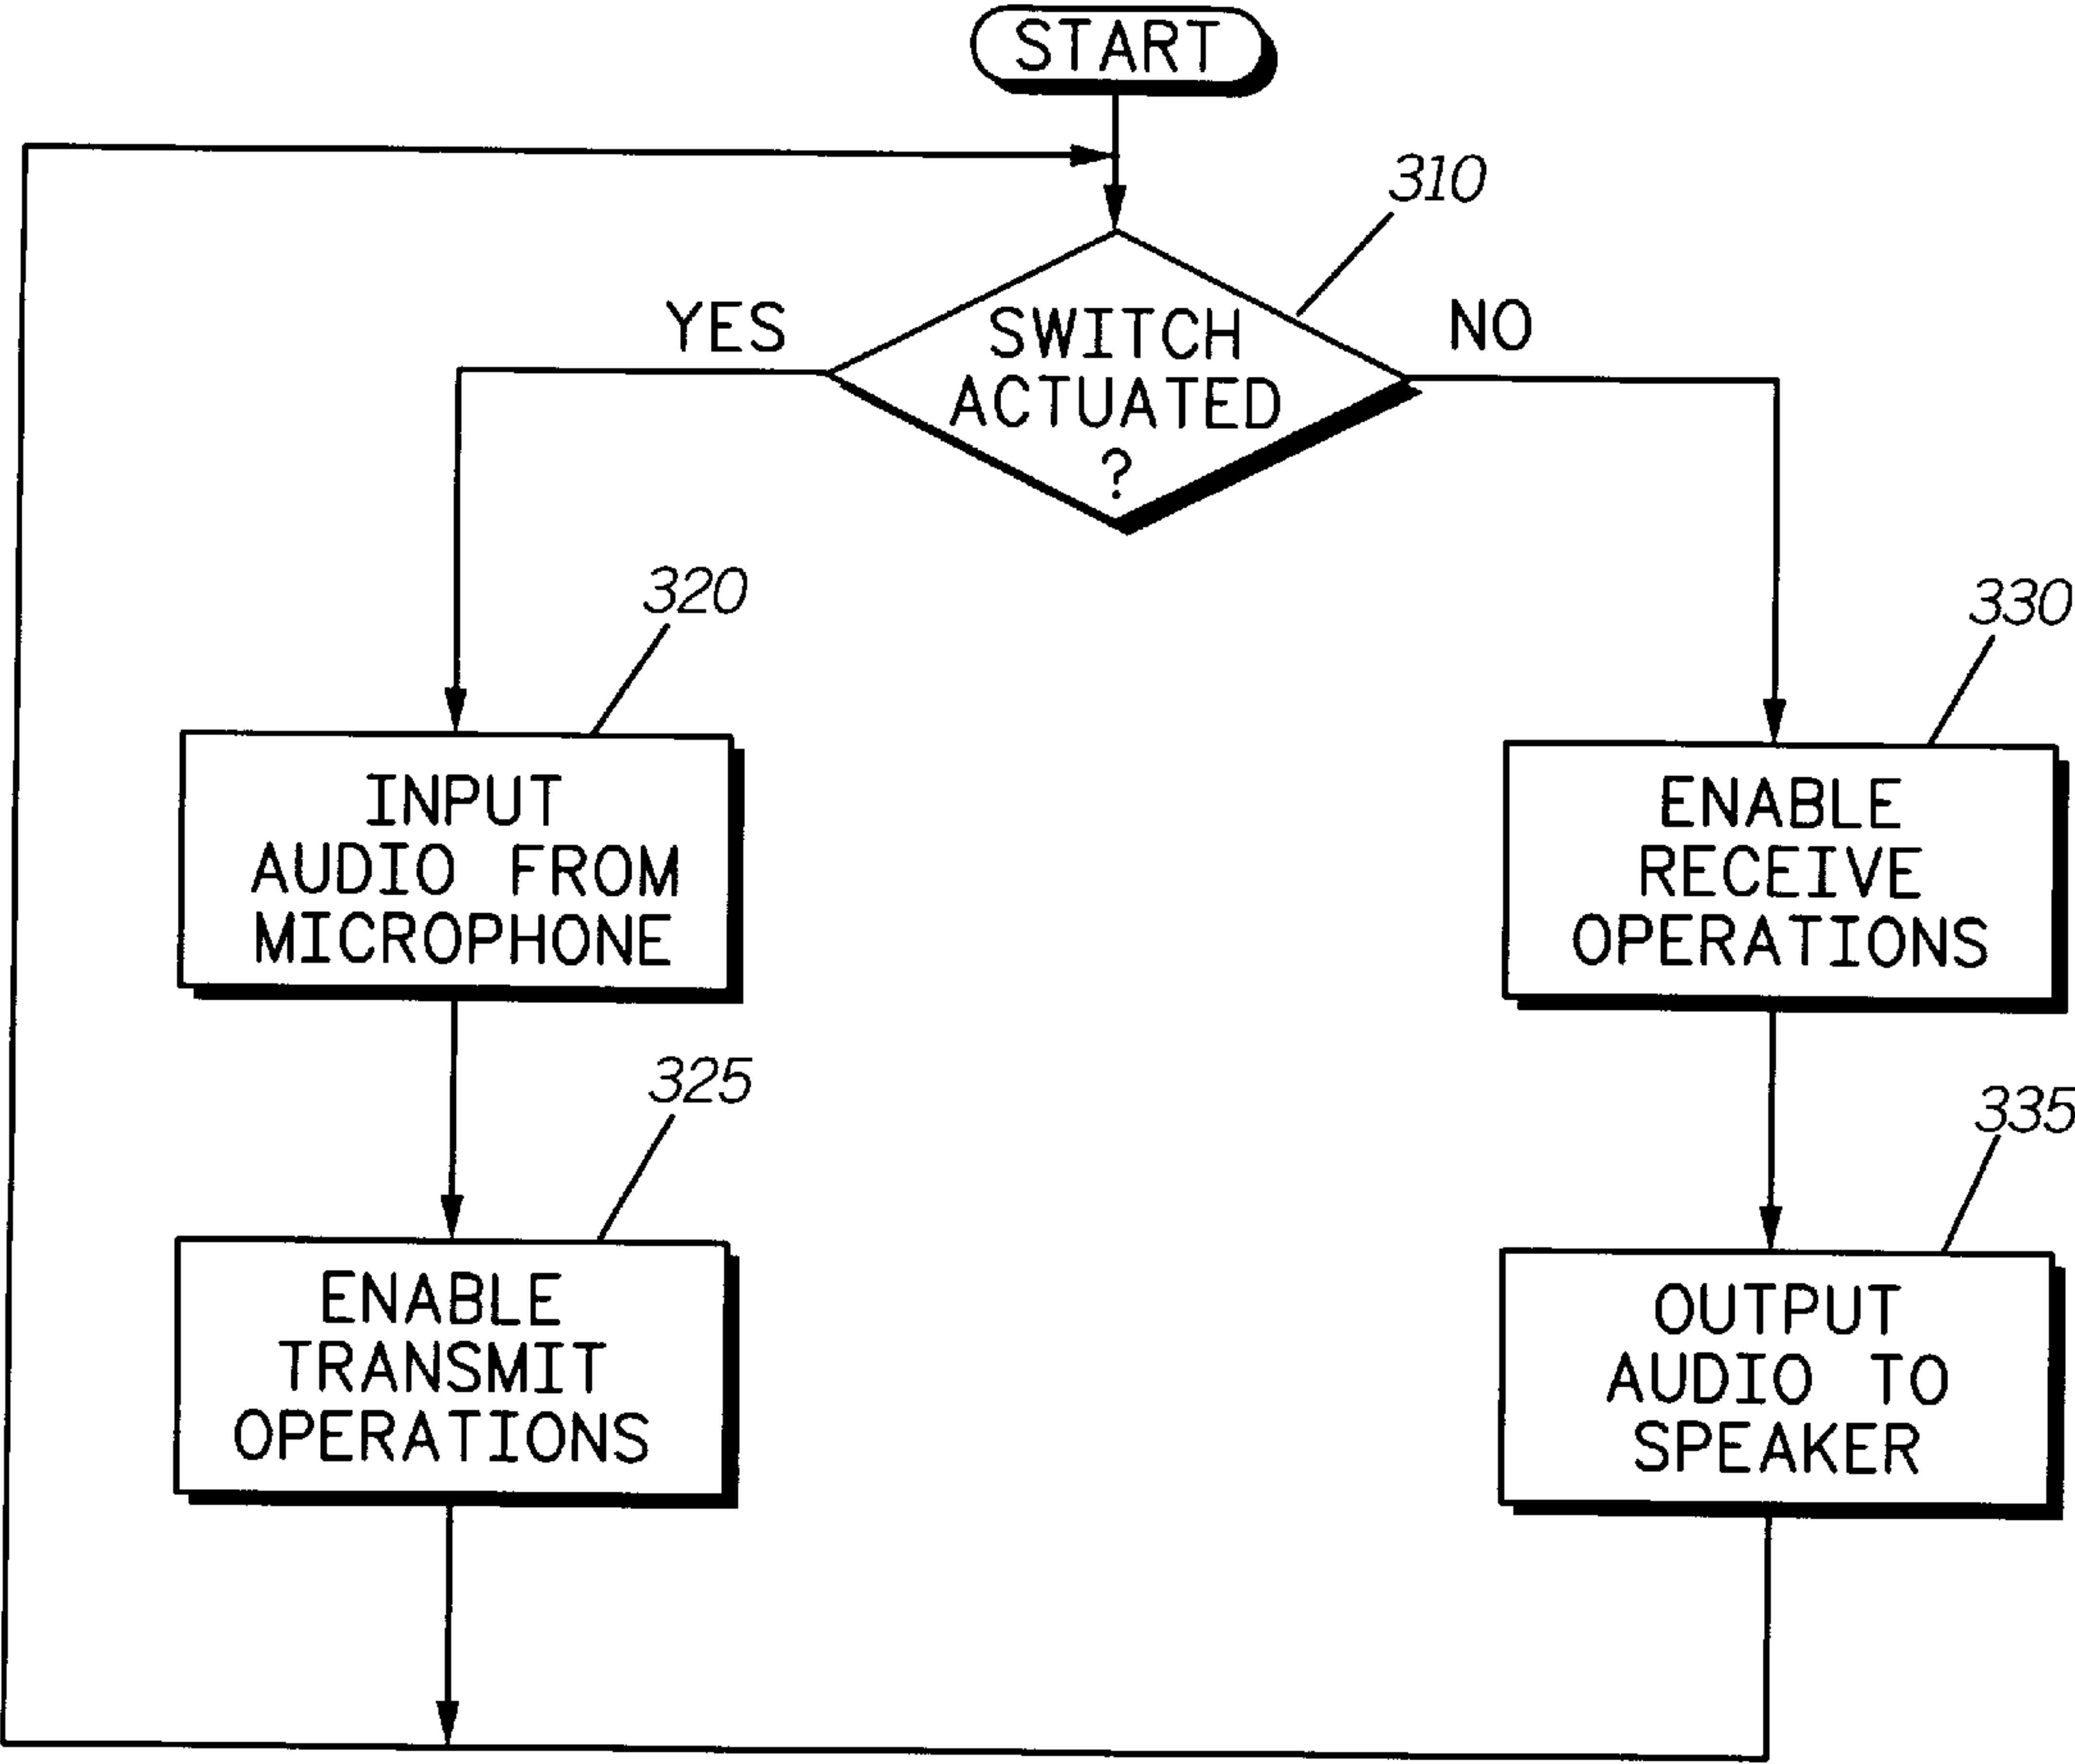 START
310
YES
SWITCH
ACTUATED
?
NO
320
INPUT
AUDIO FROM
MICROPHONE
330
ENABLE
RECEIVE
OPERATIONS
325
ENABLE
TRANSMIT
OPERATIONS
335
OUTPUT
AUDIO TO
SPEAKER